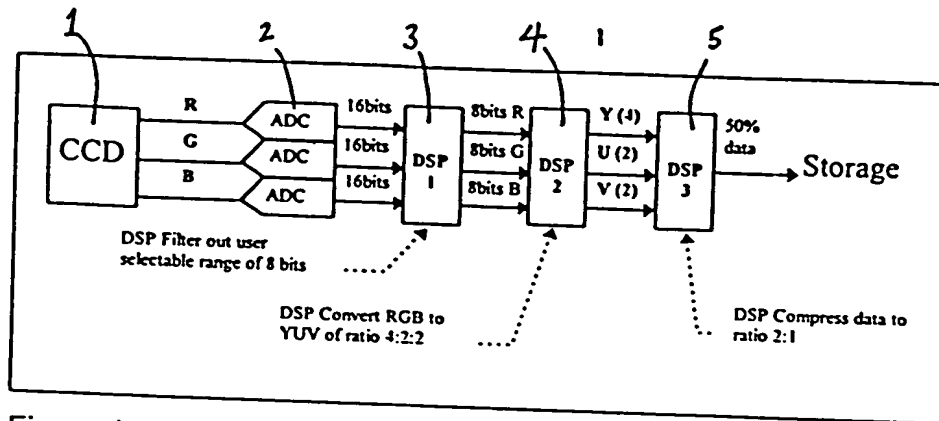 1 2 3 4 1 5
R
G
B
CCD
ADC
ADC
ADC
16bits
16bits
16bits
DSP
1
8bits R
8bits G
8bits B
DSP
2
Y (4)
U (2)
V (2)
DSP
3
50%
data
Storage
DSP Filter out user
selectable range of 8 bits
DSP Convert RGB to
YUV of ratio 4:2:2
DSP Compress data to
ratio 2:1